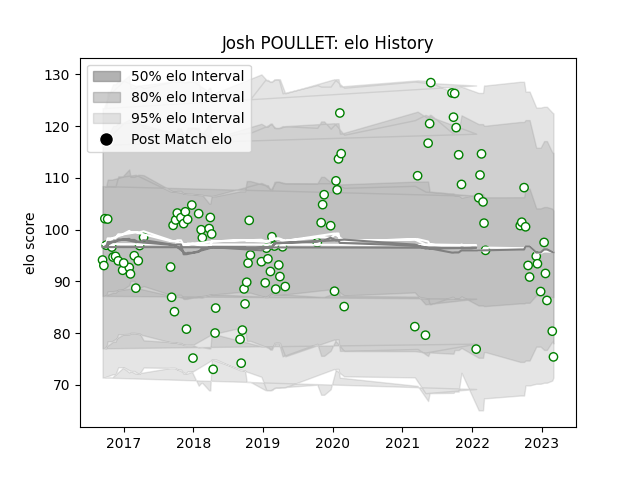 Josh POULLET: elo History
50% elo Interval
80% elo Interval
95% elo Interval
Post Match elo
elo score
130
120
110
100
90
80
70
2017
2018
2019
2020
2021
2022
2023